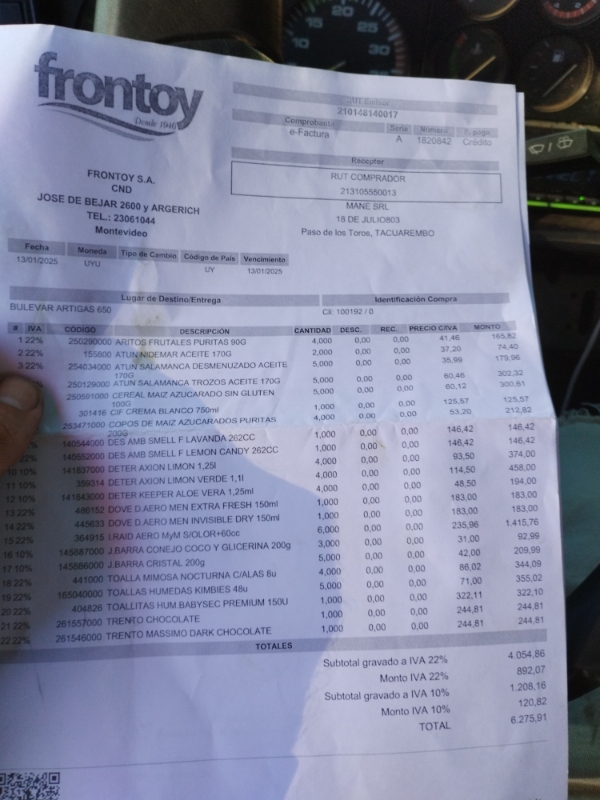 frontoy
Desde 1946
210148140017
Comprobante Serie Número F. pago
e-Factura A 1820842 Crédito
Receptor
RUT COMPRADOR
213105550013
MANE SRL
18 DE JULIO803
Paso de los Toros, TACUAREMBO
FRONTOY S.A.
CND
JOSE DE BEJAR 2600 y ARGERICH
TEL.: 23061044
Montevideo
Fecha Moneda Tipo de Cambio Código de País Vencimiento
13/01/2025 UYU UY 13/01/2025
Lugar de Destino/Entrega Identificación Compra
BULEVAR ARTIGAS 650 Cli: 100192 / 0
# IVA CÓDIGO DESCRIPCIÓN CANTIDAD DESC. REC. PRECIO C/IVA MONTO
1 22% 250290000 ARITOS FRUTALES PURITAS 90G 4,000 0,00 0,00 41,46 165,82
2 22% 155600 ATUN NIDEMAR ACEITE 170G 2,000 0,00 0,00 37,20 74,40
3 22% 254634000 ATUN SALAMANCA DESMENUZADO ACEITE 170G 5,000 0,00 0,00 35,99 179,96
250129000 ATUN SALAMANCA TROZOS ACEITE 170G 5,000 0,00 0,00 60,46 302,32
250591000 CEREAL MAIZ AZUCARADO SIN GLUTEN 100G 5,000 0,00 0,00 60,12 300,61
301416 CIF CREMA BLANCO 750ml 1,000 0,00 0,00 125,57 125,57
253471000 COPOS DE MAIZ AZUCARADOS PURITAS 200G 4,000 0,00 0,00 53,20 212,82
140544000 DES AMB SMELL F LAVANDA 262CC 1,000 0,00 0,00 146,42 146,42
22% 140552000 DES AMB SMELL F LEMON CANDY 262CC 1,000 0,00 0,00 146,42 146,42
10 10% 141637000 DETER AXION LIMON 1,25l 4,000 0,00 0,00 93,50 374,00
11 10% 359314 DETER AXION LIMON VERDE 1,1l 4,000 0,00 0,00 114,50 458,00
12 10% 141643000 DETER KEEPER ALOE VERA 1,25ml 4,000 0,00 0,00 48,50 194,00
13 22% 486152 DOVE D.AERO MEN EXTRA FRESH 150ml 1,000 0,00 0,00 183,00 183,00
14 22% 445633 DOVE D.AERO MEN INVISIBLE DRY 150ml 1,000 0,00 0,00 183,00 183,00
15 22% 364915 I.RAID AERO MyM S/OLOR+60cc 6,000 0,00 0,00 235,96 1.415,76
16 10% 145887000 J.BARRA CONEJO COCO Y GLICERINA 200g 3,000 0,00 0,00 31,00 92,99
17 10% 145886000 J.BARRA CRISTAL 200g 5,000 0,00 0,00 42,00 209,99
18 22% 441000 TOALLA MIMOSA NOCTURNA C/ALAS 8u 4,000 0,00 0,00 86,02 344,09
19 22% 165040000 TOALLAS HUMEDAS KIMBIES 48u 5,000 0,00 0,00 71,00 355,02
20 22% 404826 TOALLITAS HUM BABYSEC PREMIUM 150U 1,000 0,00 0,00 322,11 322,10
21 22% 261557000 TRENTO CHOCOLATE 1,000 0,00 0,00 244,81 244,81
22 22% 261546000 TRENTO MASSIMO DARK CHOCOLATE 1,000 0,00 0,00 244,81 244,81
TOTALES
Subtotal gravado a IVA 22% 4.054,86
Monto IVA 22% 892,07
Subtotal gravado a IVA 10% 1.208,16
Monto IVA 10% 120,82
TOTAL 6.275,91
10
15
20
25
30